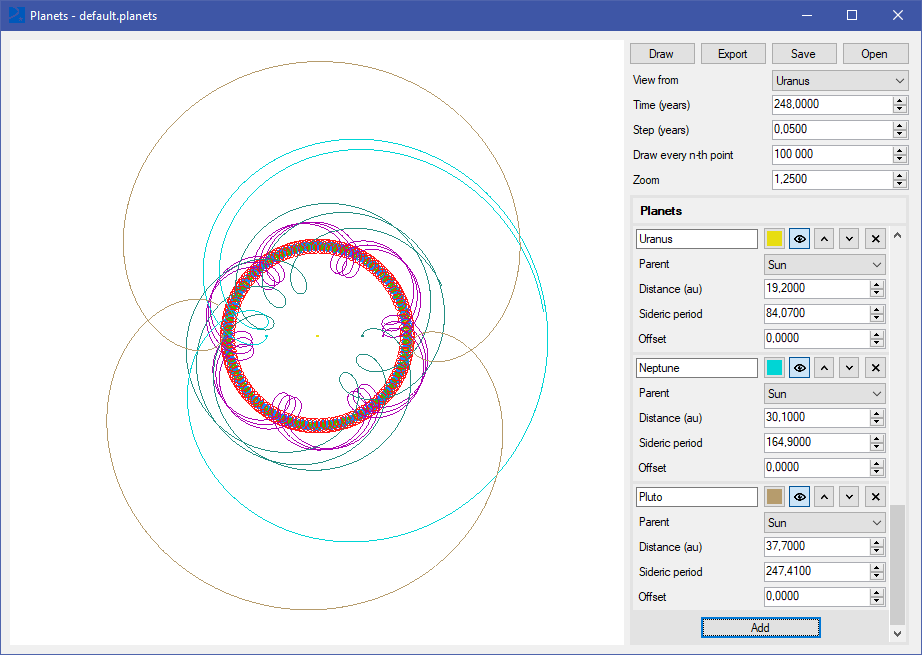 Planets - default.planets
Draw Export Save Open
View from Uranus
Time (years) 248,0000
Step (years) 0,0500
Draw every n-th point 100 000
Zoom 1,2500
Planets
Uranus
Parent Sun
Distance (au) 19,2000
Sideric period 84,0700
Offset 0,0000
Neptune
Parent Sun
Distance (au) 30,1000
Sideric period 164,9000
Offset 0,0000
Pluto
Parent Sun
Distance (au) 37,7000
Sideric period 247,4100
Offset 0,0000
Add